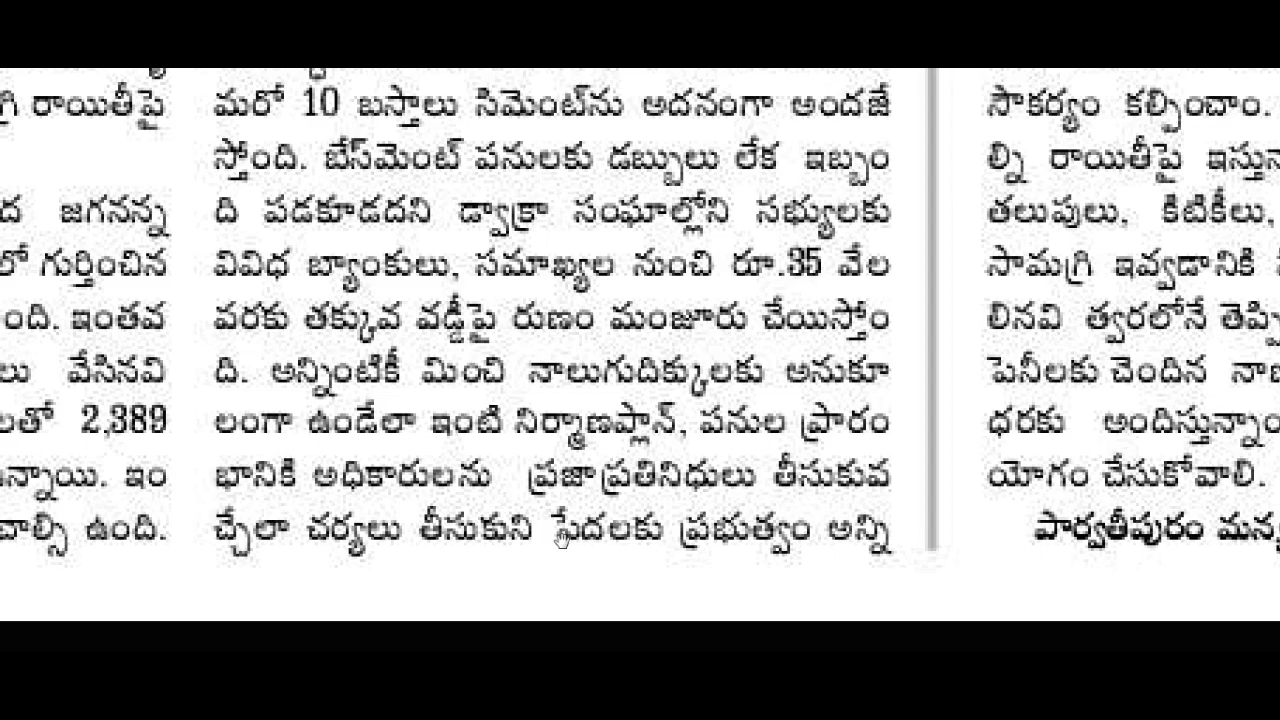 గ్రి రాయితీపై
ద జగనన్న
లో గుర్తించిన
ంది. ఇంతవ
లు వేసినవి
లతో 2,389
న్నాయి. ఇం
వాల్సి ఉంది.
మరో 10 బస్తాలు సిమెంట్‌ను అదనంగా అందజే
స్తోంది. బేస్‌మెంట్ పనులకు డబ్బులు లేక ఇబ్బం
ది పడకూడదని డ్వాక్రా సంఘాల్లోని సభ్యులకు
వివిధ బ్యాంకులు, సమాఖ్యల నుంచి రూ.35 వేల
వరకు తక్కువ వడ్డీపై రుణం మంజూరు చేయిస్తోం
ది. అన్నింటికీ మించి నాలుగుదిక్కులకు అనుకూ
లంగా ఉండేలా ఇంటి నిర్మాణప్లాన్, పనుల ప్రారం
భానికి అధికారులను ప్రజాప్రతినిధులు తీసుకువ
చ్చేలా చర్యలు తీసుకుని పేదలకు ప్రభుత్వం అన్ని
సౌకర్యం కల్పించాం.
ల్ని రాయితీపై ఇస్తున
తలుపులు, కిటికీలు,
సామగ్రి ఇవ్వడానికి
లినవి త్వరలోనే తెప్పి
పెనీలకు చెందిన నాణ
ధరకు అందిస్తున్నాం
యోగం చేసుకోవాలి.
పార్వతీపురం మన్య